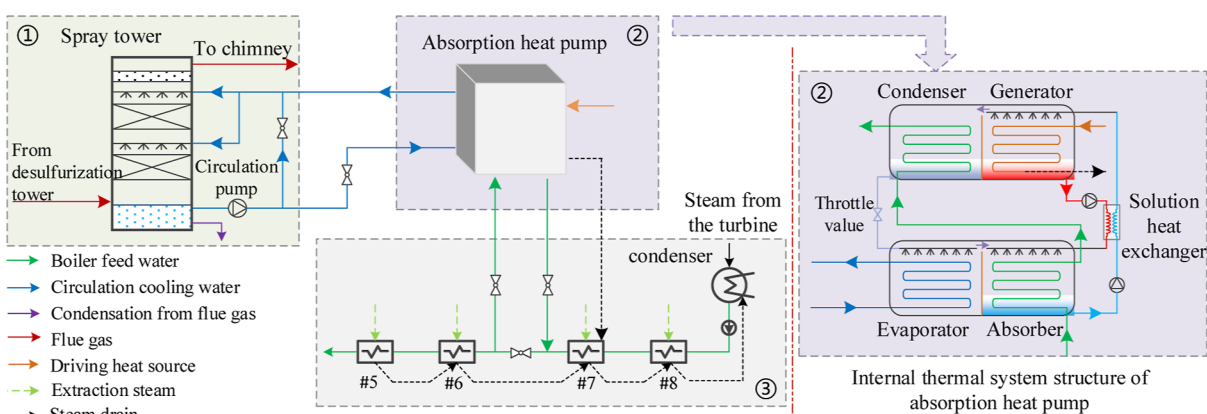 ①
Spray tower
To chimney
From
desulfurization
tower
Circulation
pump
Absorption heat pump
②
Steam from
the turbine
condenser
#5
#6
#7
#8
③
Boiler feed water
Circulation cooling water
Condensation from flue gas
Flue gas
Driving heat source
Extraction steam
Steam drain
②
Condenser
Generator
Throttle
value
Solution
heat
exchanger
Evaporator
Absorber
Internal thermal system structure of
absorption heat pump